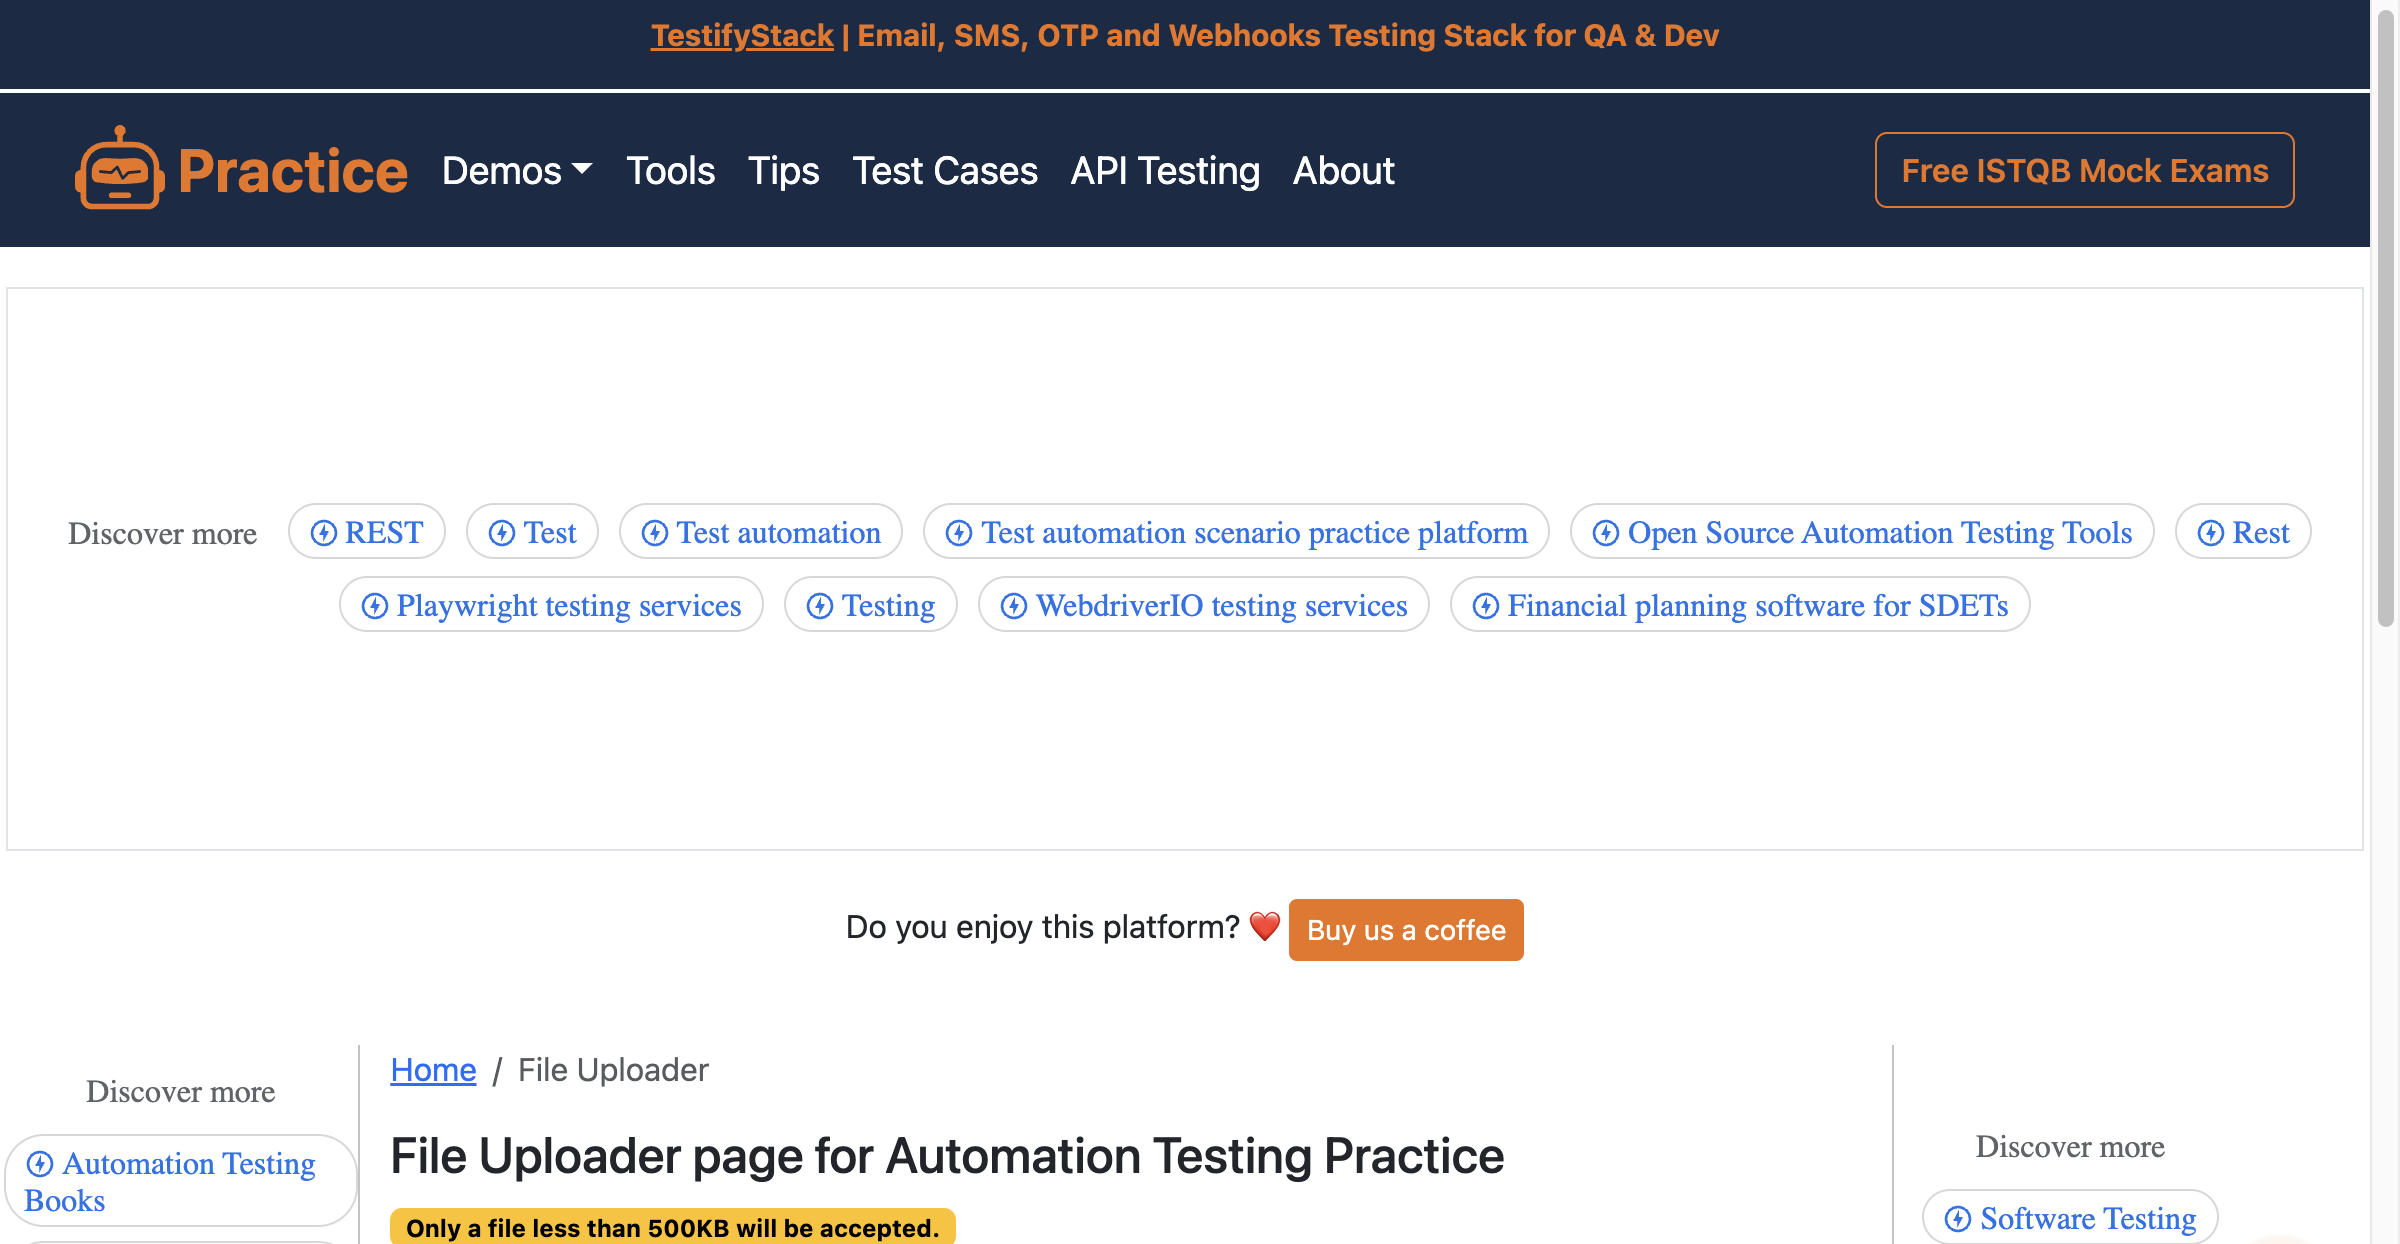 TestifyStack | Email, SMS, OTP and Webhooks Testing Stack for QA & Dev
Practice Demos Tools Tips Test Cases API Testing About Free ISTQB Mock Exams
Discover more REST Test Test automation Test automation scenario practice platform Open Source Automation Testing Tools Rest
Playwright testing services Testing WebdriverIO testing services Financial planning software for SDETs
Do you enjoy this platform? ❤️ Buy us a coffee
Discover more
Automation Testing
Books
Home / File Uploader
File Uploader page for Automation Testing Practice
Only a file less than 500KB will be accepted.
Discover more
Software Testing